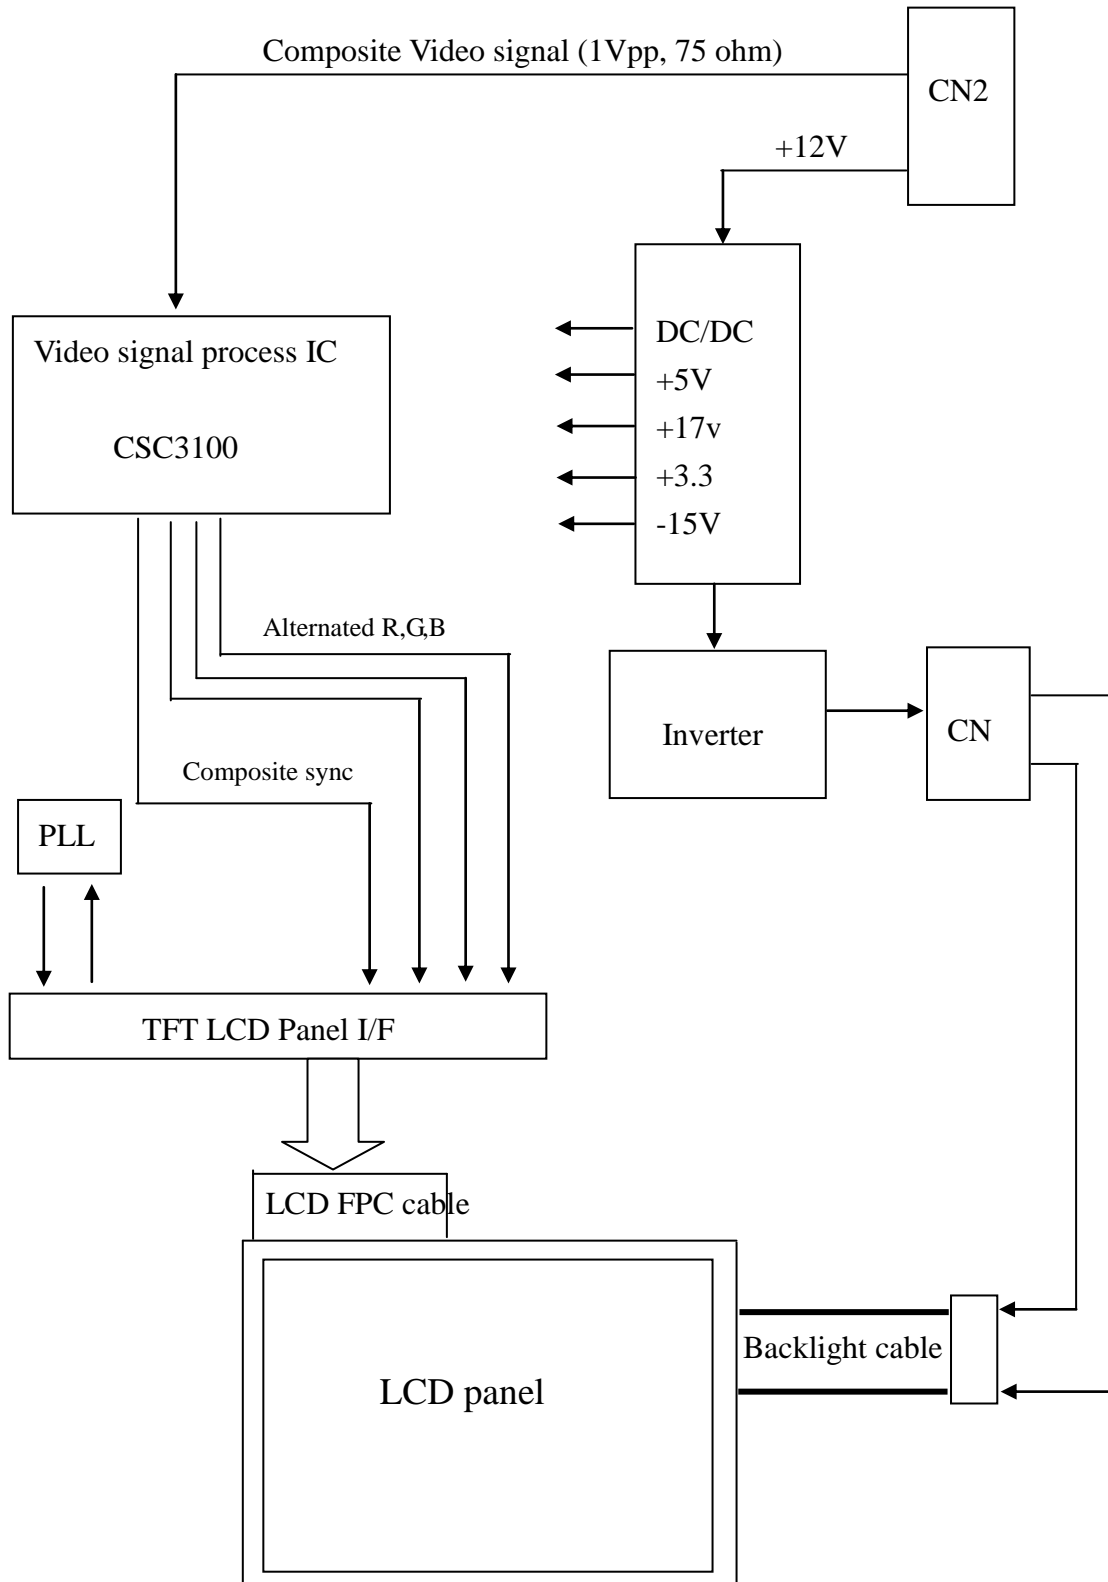 Composite Video signal (1Vpp, 75 ohm)
CN2
+12V
Video signal process IC
CSC3100
DC/DC
+5V
+17v
+3.3
-15V
Alternated R,G,B
Inverter
CN
Composite sync
PLL
TFT LCD Panel I/F
LCD FPC cable
Backlight cable
LCD panel